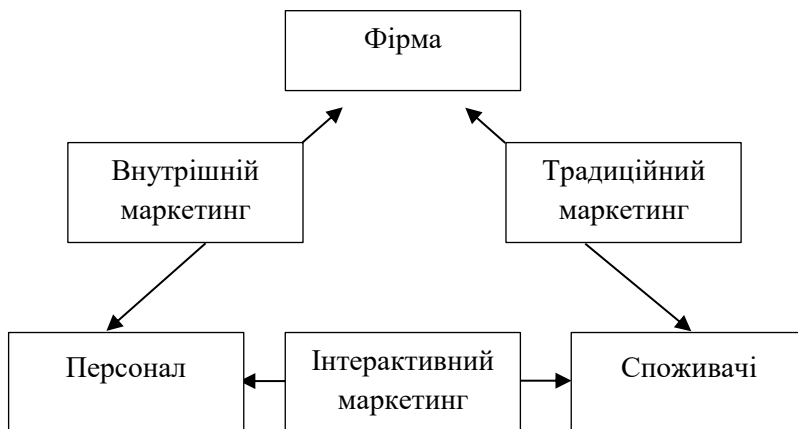 Фірма
Внутрішній
маркетинг
Традиційний
маркетинг
Персонал
Інтерактивний
маркетинг
Споживачі